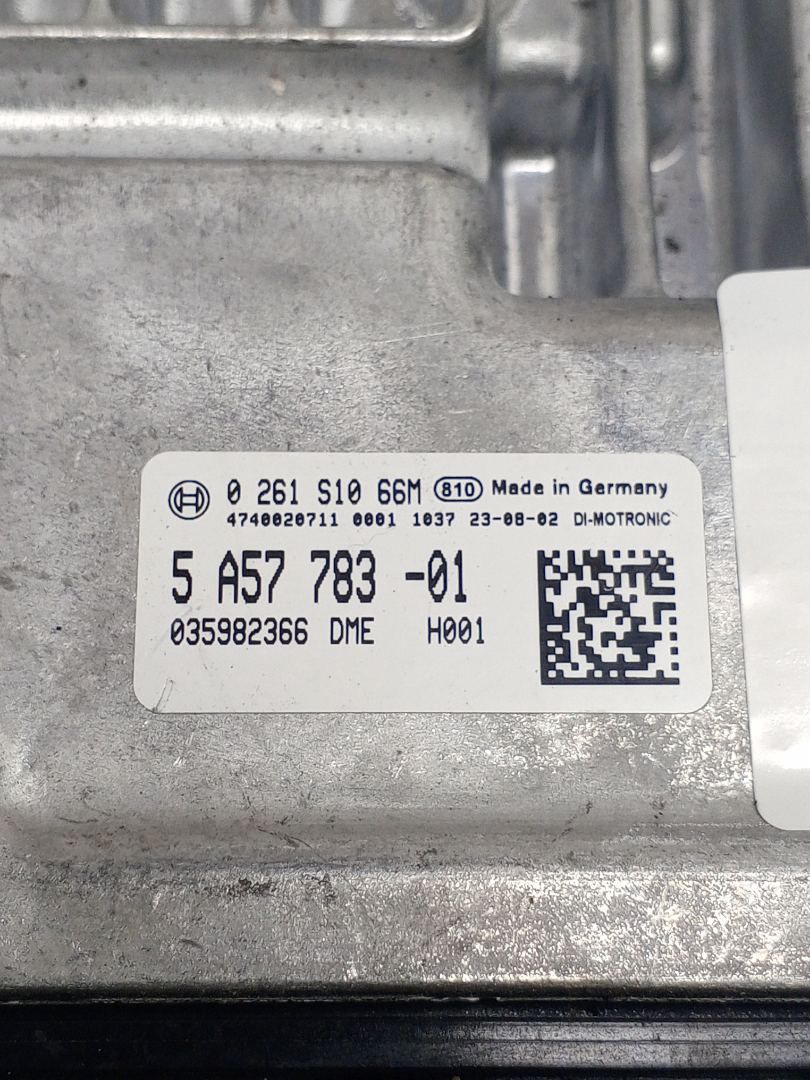 0 261 S10 66M 810 Made in Germany
4740020711 0001 1037 23-08-02 DI-MOTRONIC
5 A57 783 -01
035982366 DME H001